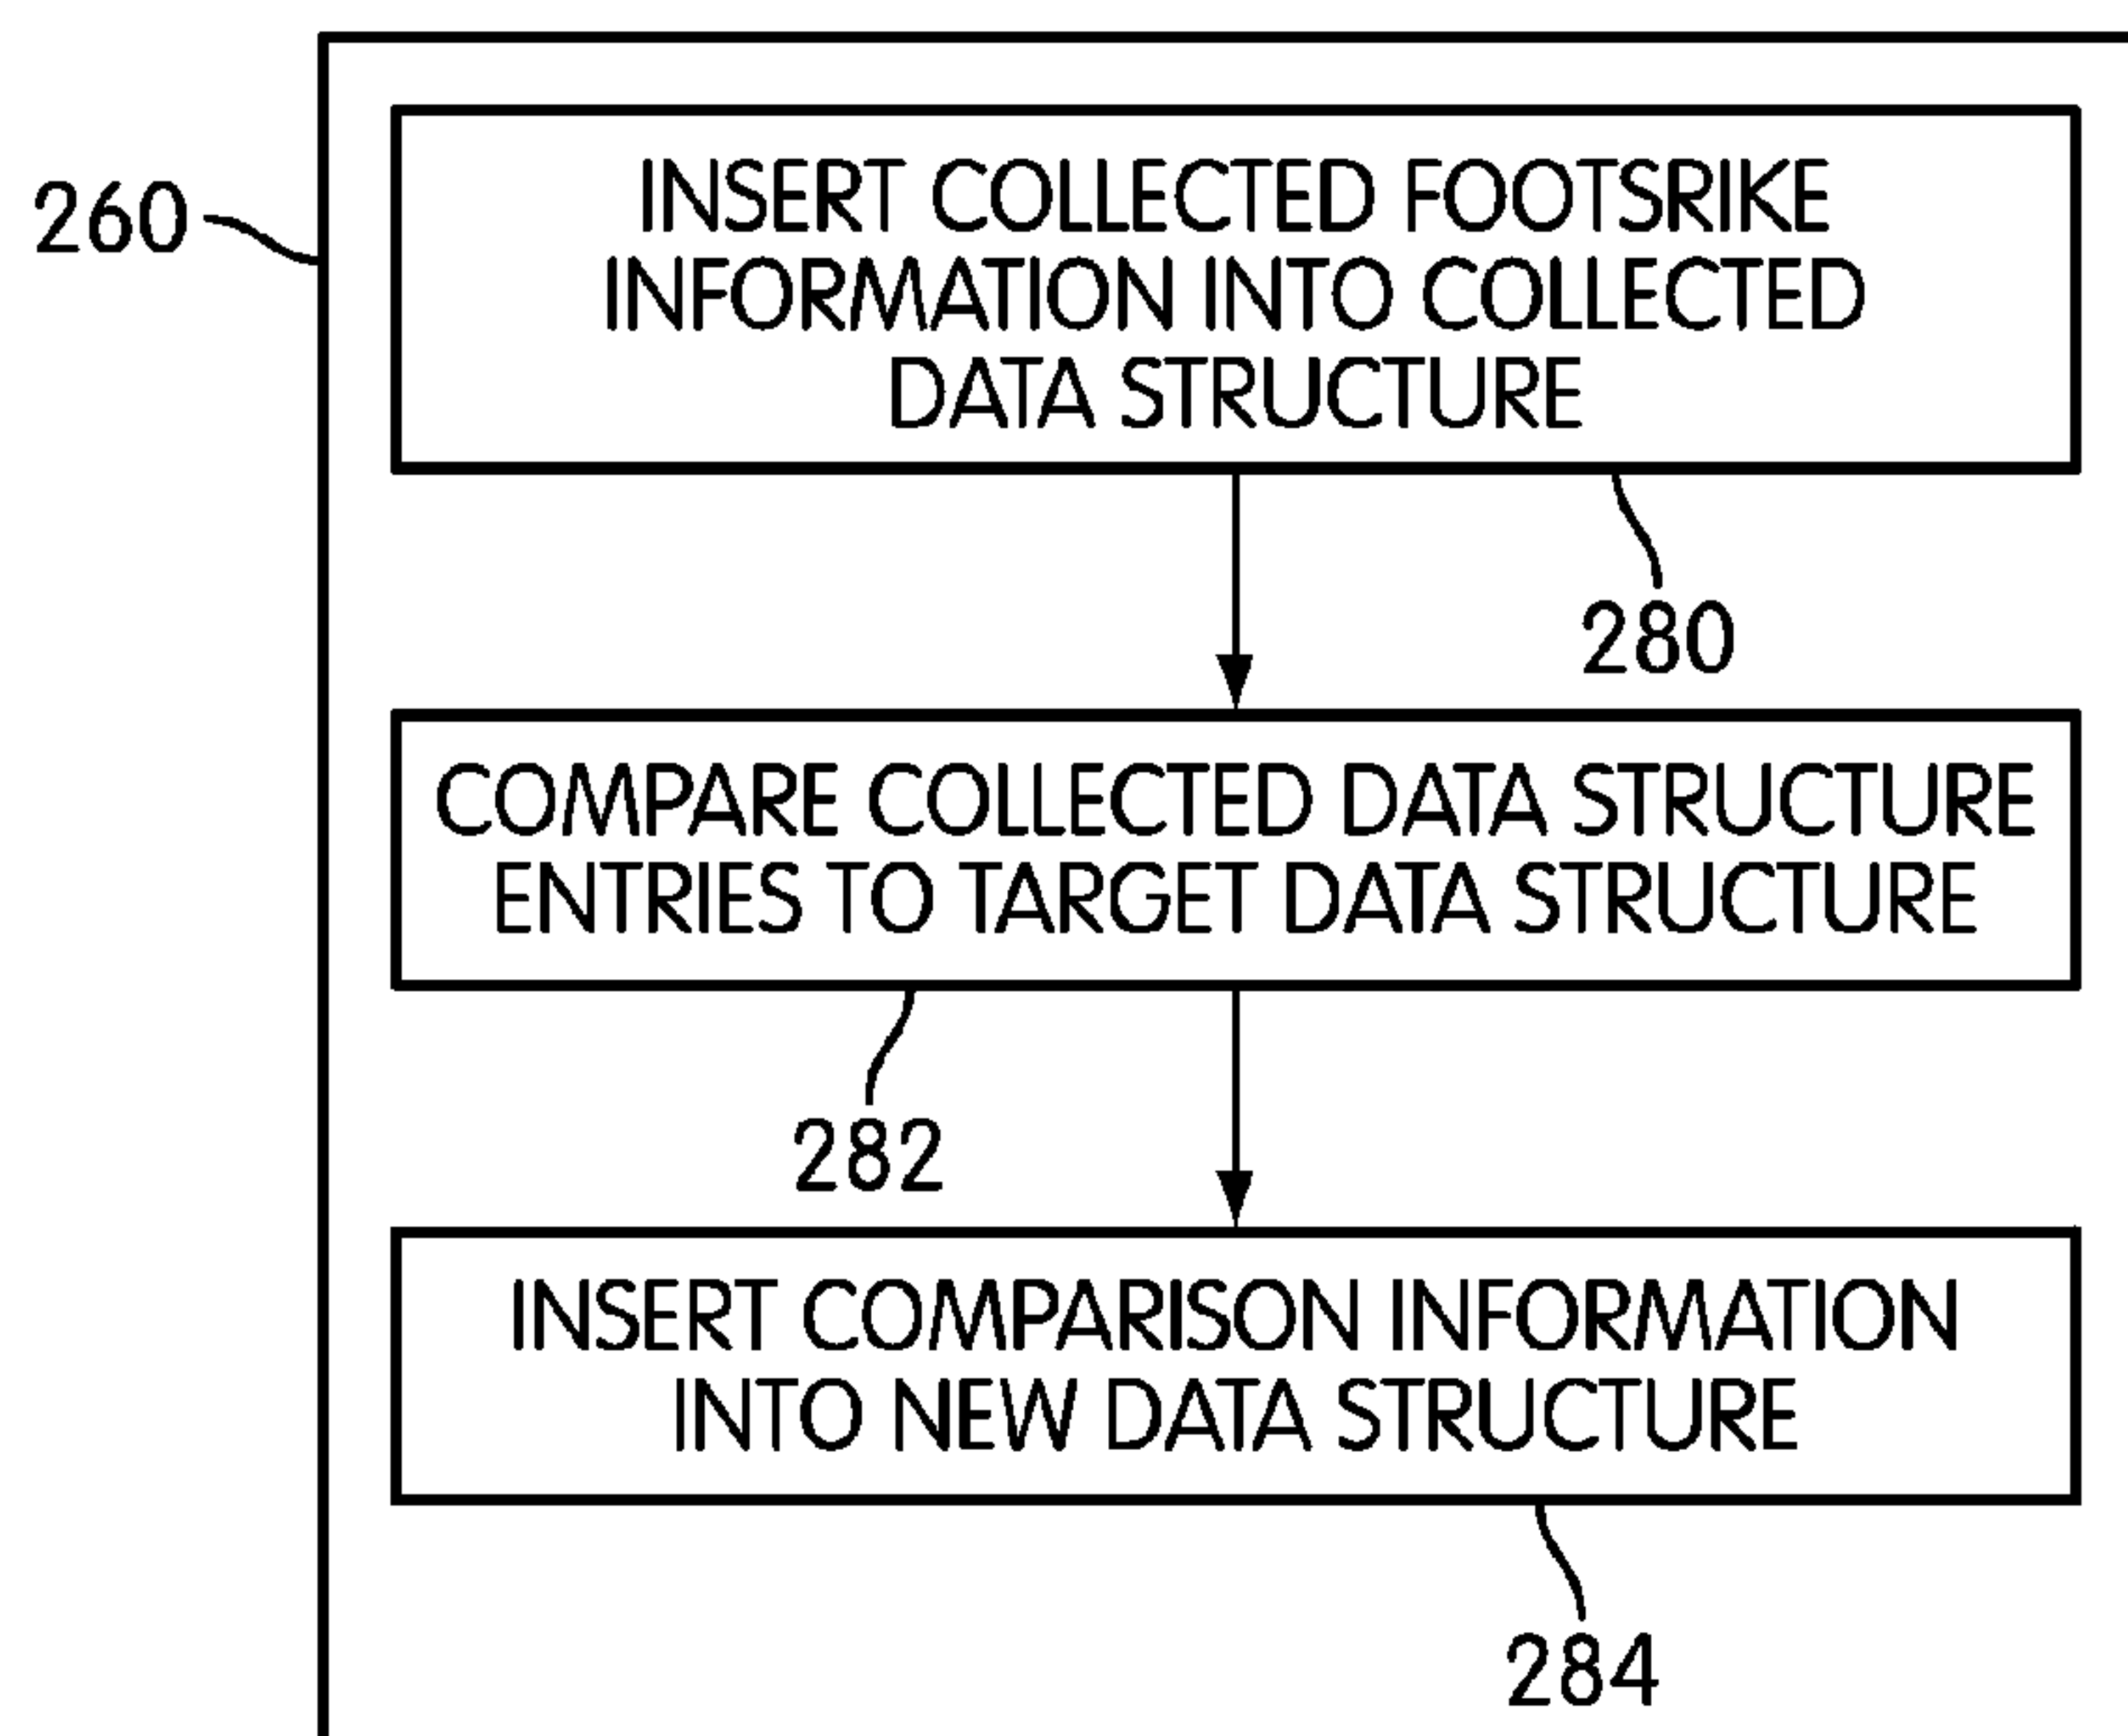 260
INSERT COLLECTED FOOTSRIKE
INFORMATION INTO COLLECTED
DATA STRUCTURE
280
COMPARE COLLECTED DATA STRUCTURE
ENTRIES TO TARGET DATA STRUCTURE
282
INSERT COMPARISON INFORMATION
INTO NEW DATA STRUCTURE
284